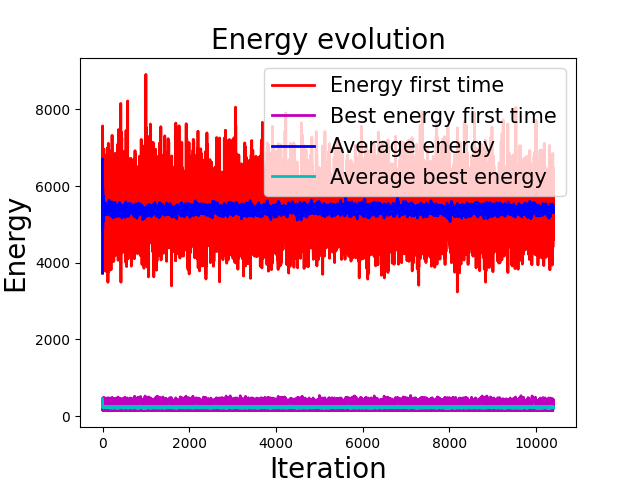 Energy evolution
Energy first time
Best energy first time
Average energy
Average best energy
Energy
8000
6000
4000
2000
0
0 2000 4000 6000 8000 10000
Iteration